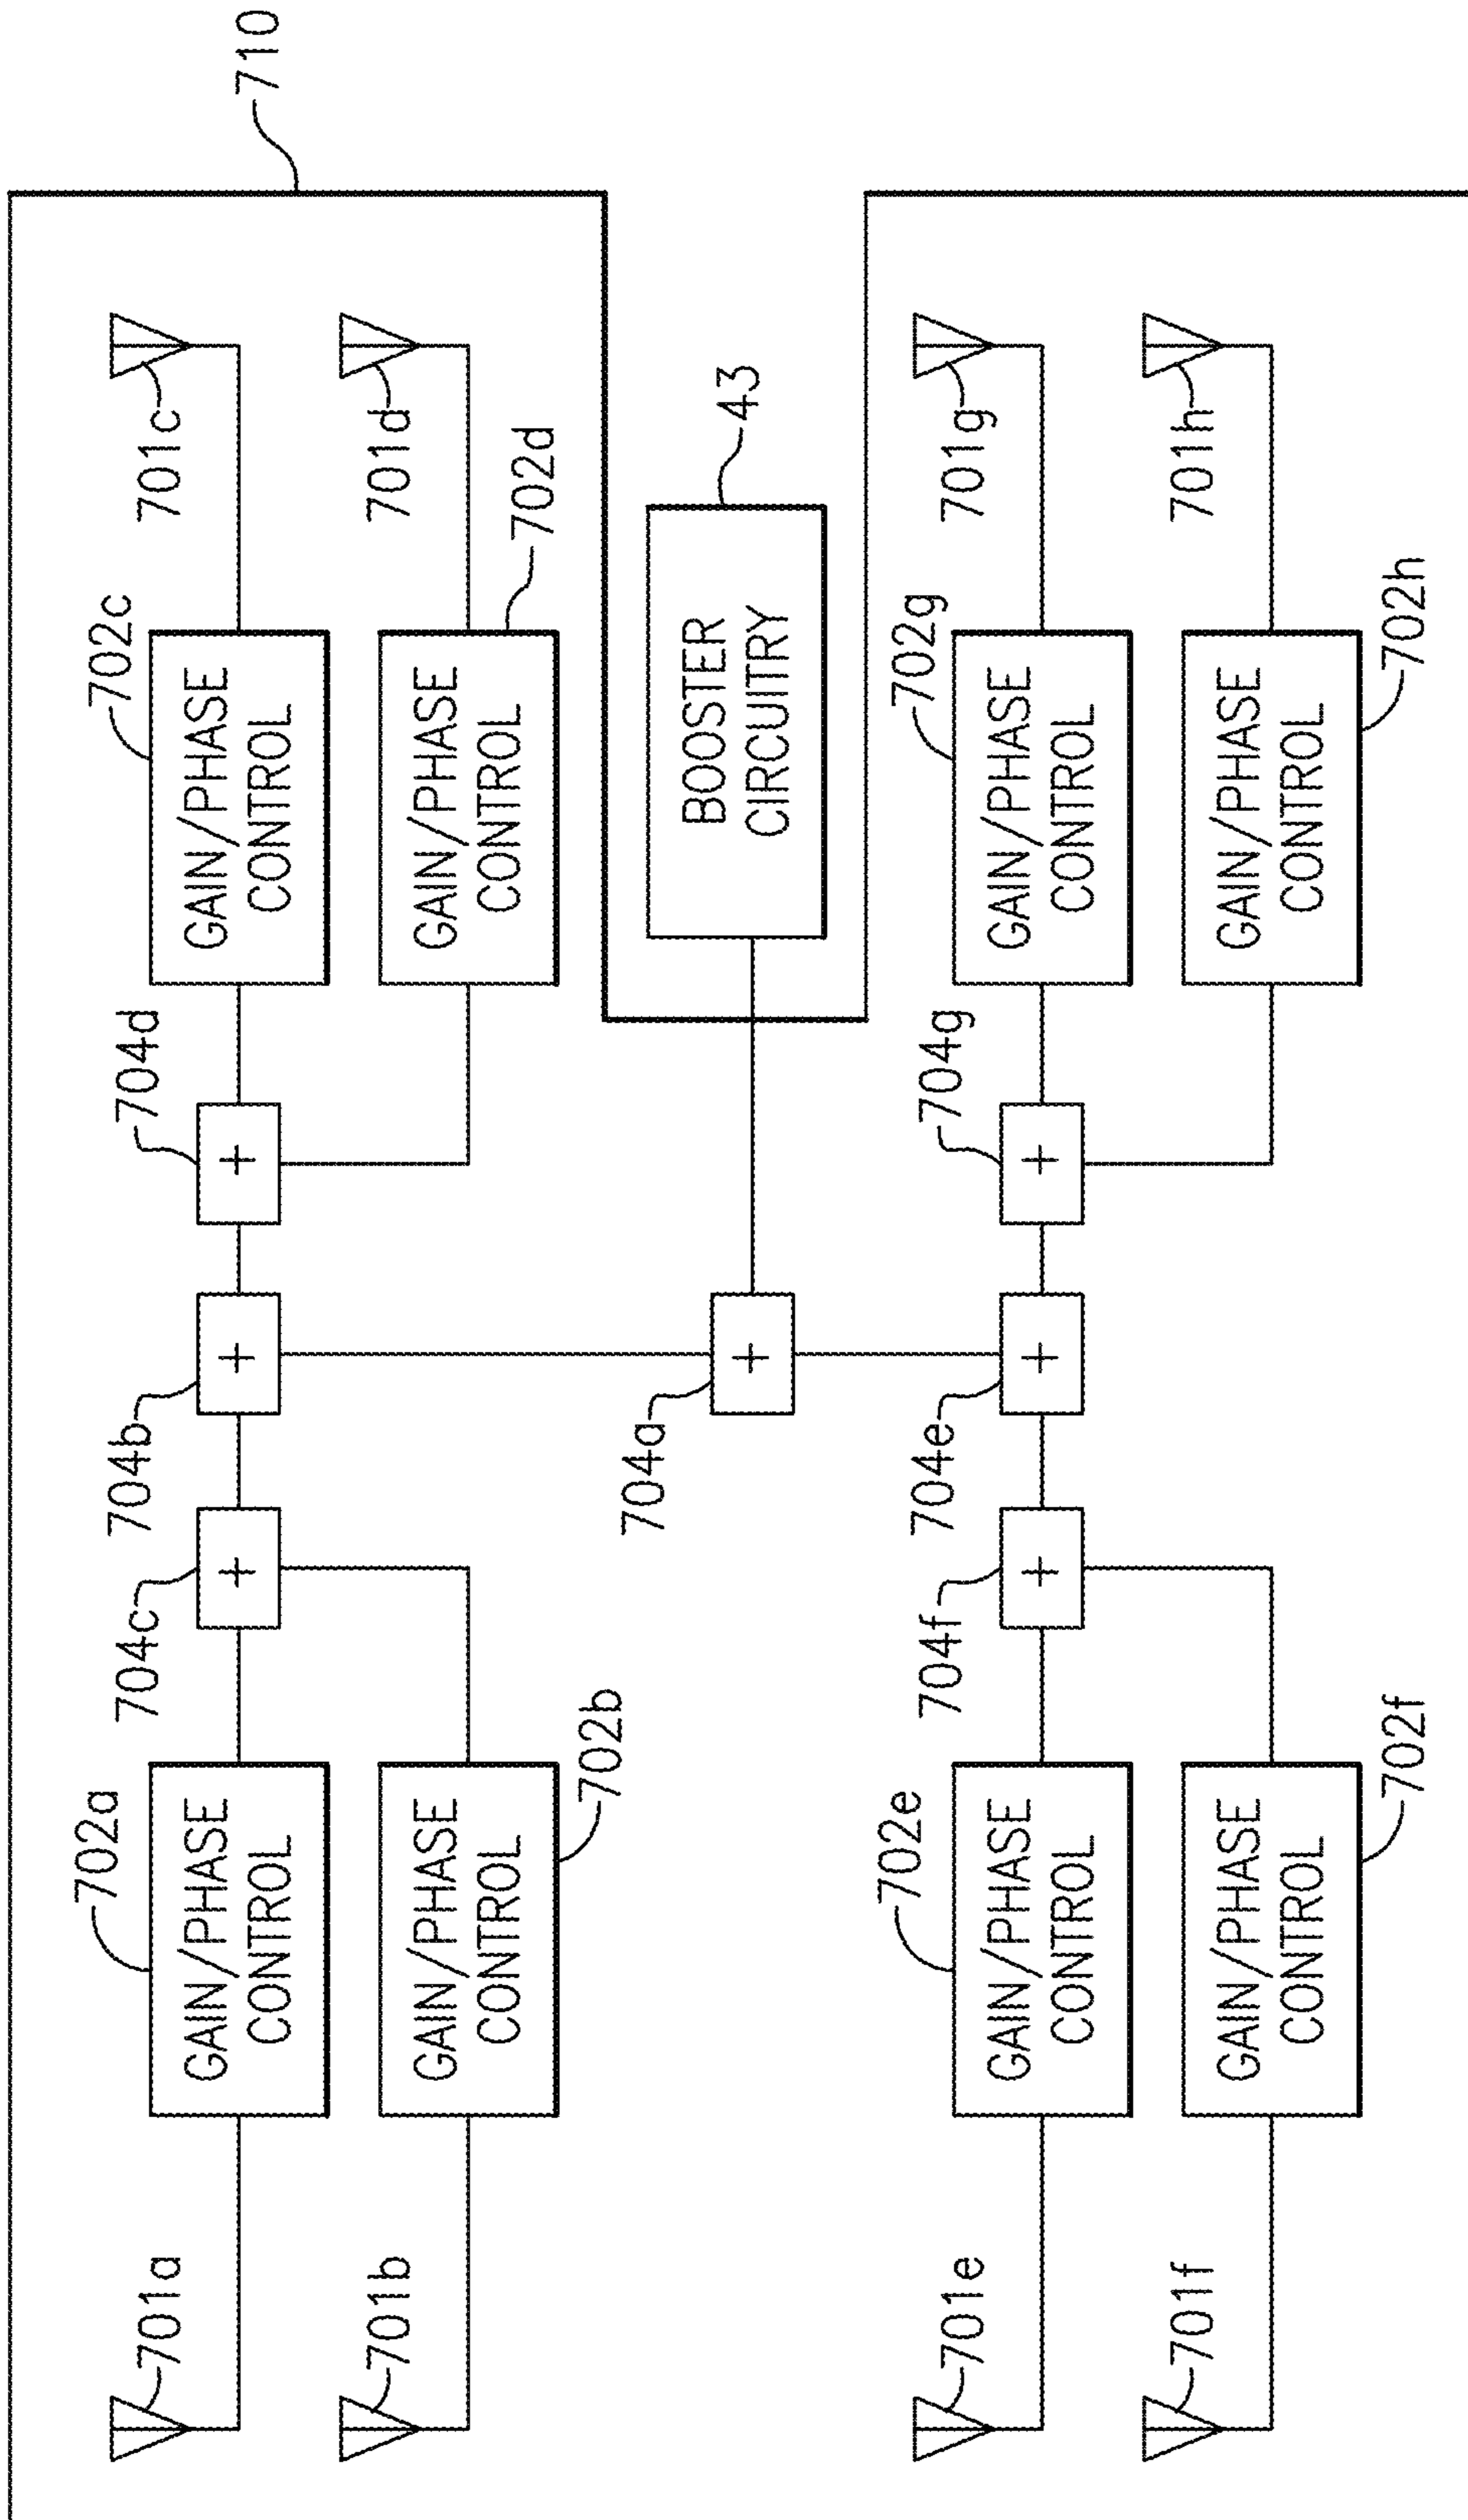 710
701c
702c
GAIN/PHASE
CONTROL
704d
+
701d
702d
GAIN/PHASE
CONTROL
704b
+
704c
+
701a
702a
GAIN/PHASE
CONTROL
701b
702b
GAIN/PHASE
CONTROL
43
BOOSTER
CIRCUITRY
704a
+
701g
702g
GAIN/PHASE
CONTROL
704g
+
701h
702h
GAIN/PHASE
CONTROL
704e
+
704f
+
701e
702e
GAIN/PHASE
CONTROL
701f
702f
GAIN/PHASE
CONTROL